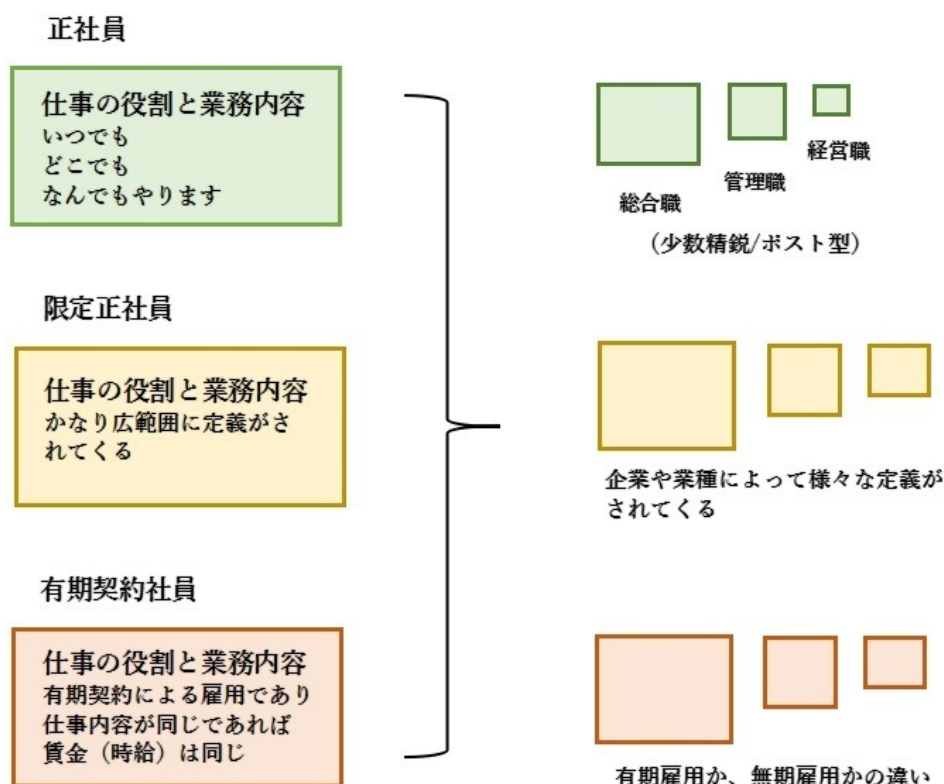 正社員
仕事の役割と業務内容
いつでも
どこでも
なんでもやります
総合職
管理職
経営職
（少数精鋭/ポスト型）
限定正社員
仕事の役割と業務内容
かなり広範囲に定義がさ
れてくる
企業や業種によって様々な定義が
されてくる
有期契約社員
仕事の役割と業務内容
有期契約による雇用であり
仕事内容が同じであれば
賃金（時給）は同じ
有期雇用か、無期雇用かの違い